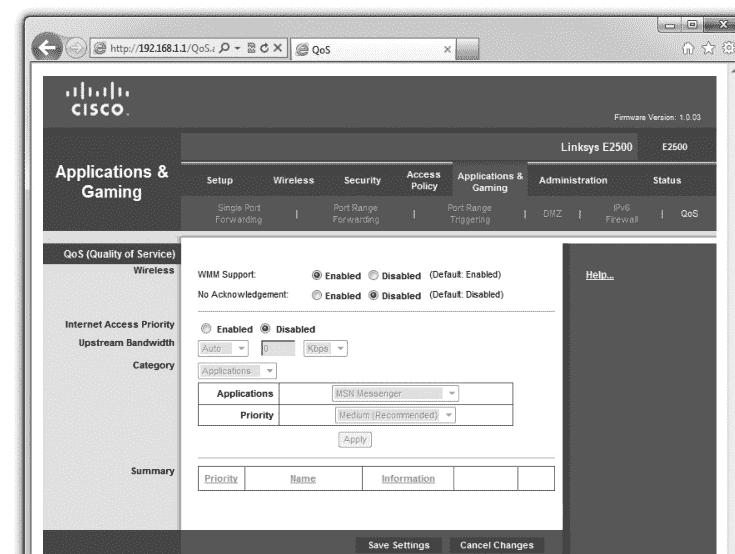 http://192.168.1.1/QoS.a
QoS
CISCO
Firmware Version: 1.0.03
Linksys E2500 E2500
Applications & Gaming
Setup Wireless Security Access Policy Applications & Gaming Administration Status
Single Port Forwarding | Port Range Forwarding | Port Range Triggering | DMZ | IPv6 Firewall | QoS
QoS (Quality of Service)
Wireless
WMM Support: Enabled Disabled (Default: Enabled)
No Acknowledgement: Enabled Disabled (Default: Disabled)
Help...
Internet Access Priority Enabled Disabled
Upstream Bandwidth Auto 0 Kbps
Category Applications
Applications MSN Messenger
Priority Medium (Recommended)
Apply
Summary
Priority Name Information
Save Settings Cancel Changes